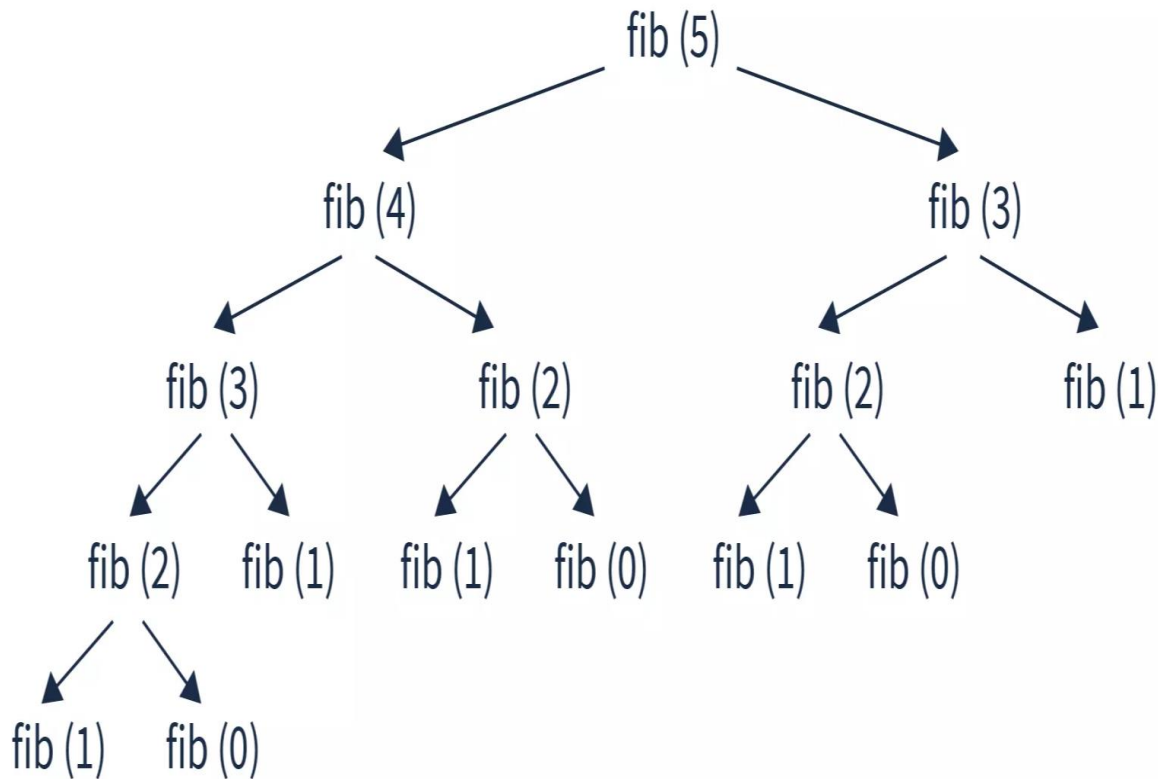 fib (5)
fib (4) fib (3)
fib (3) fib (2) fib (2) fib (1)
fib (2) fib (1) fib (1) fib (0) fib (1) fib (0)
fib (1) fib (0)